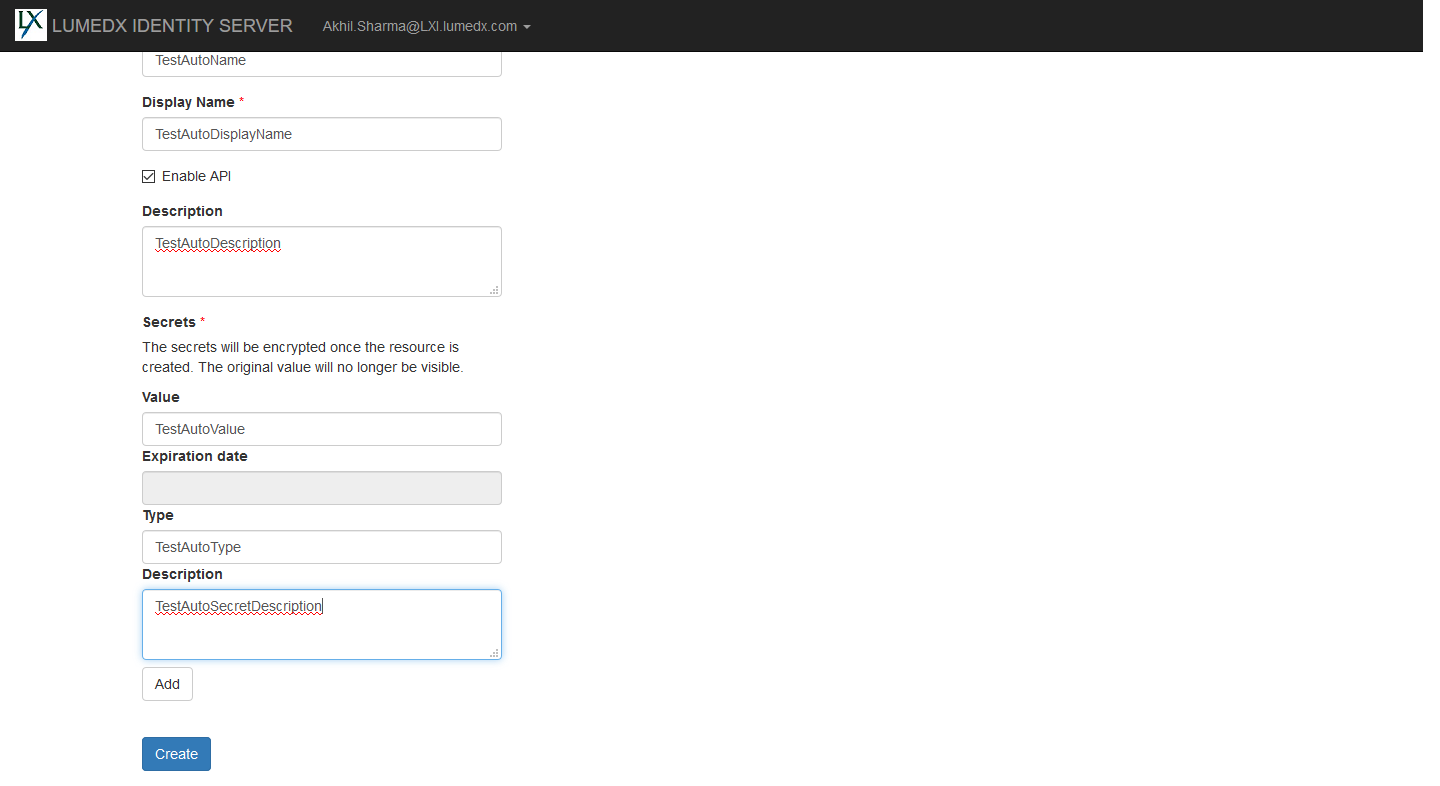 LX LUMEDX IDENTITY SERVER Akhil.Sharma@LXI.lumedx.com
TestAutoName
Display Name *
TestAutoDisplayName
Enable API
Description
TestAutoDescription
Secrets *
The secrets will be encrypted once the resource is
created. The original value will no longer be visible.
Value
TestAutoValue
Expiration date
Type
TestAutoType
Description
TestAutoSecretDescription
Add
Create